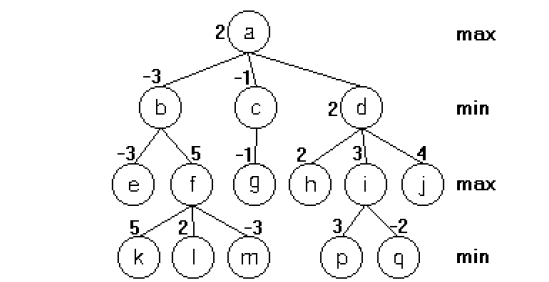 2 a max
-3 -1
b c 2 d min
-3 5 -1 2 3 4
e f g h i j max
5 2 -3 3 -2
k l m p q min